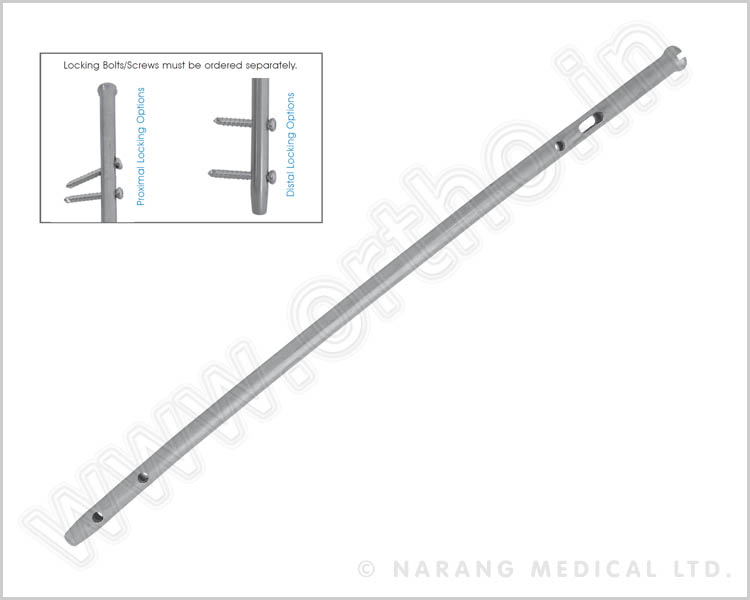 Locking Bolts/Screws must be ordered separately.
Proximal Locking Options
Distal Locking Options
www.ortho.in
© NARANG MEDICAL LTD.